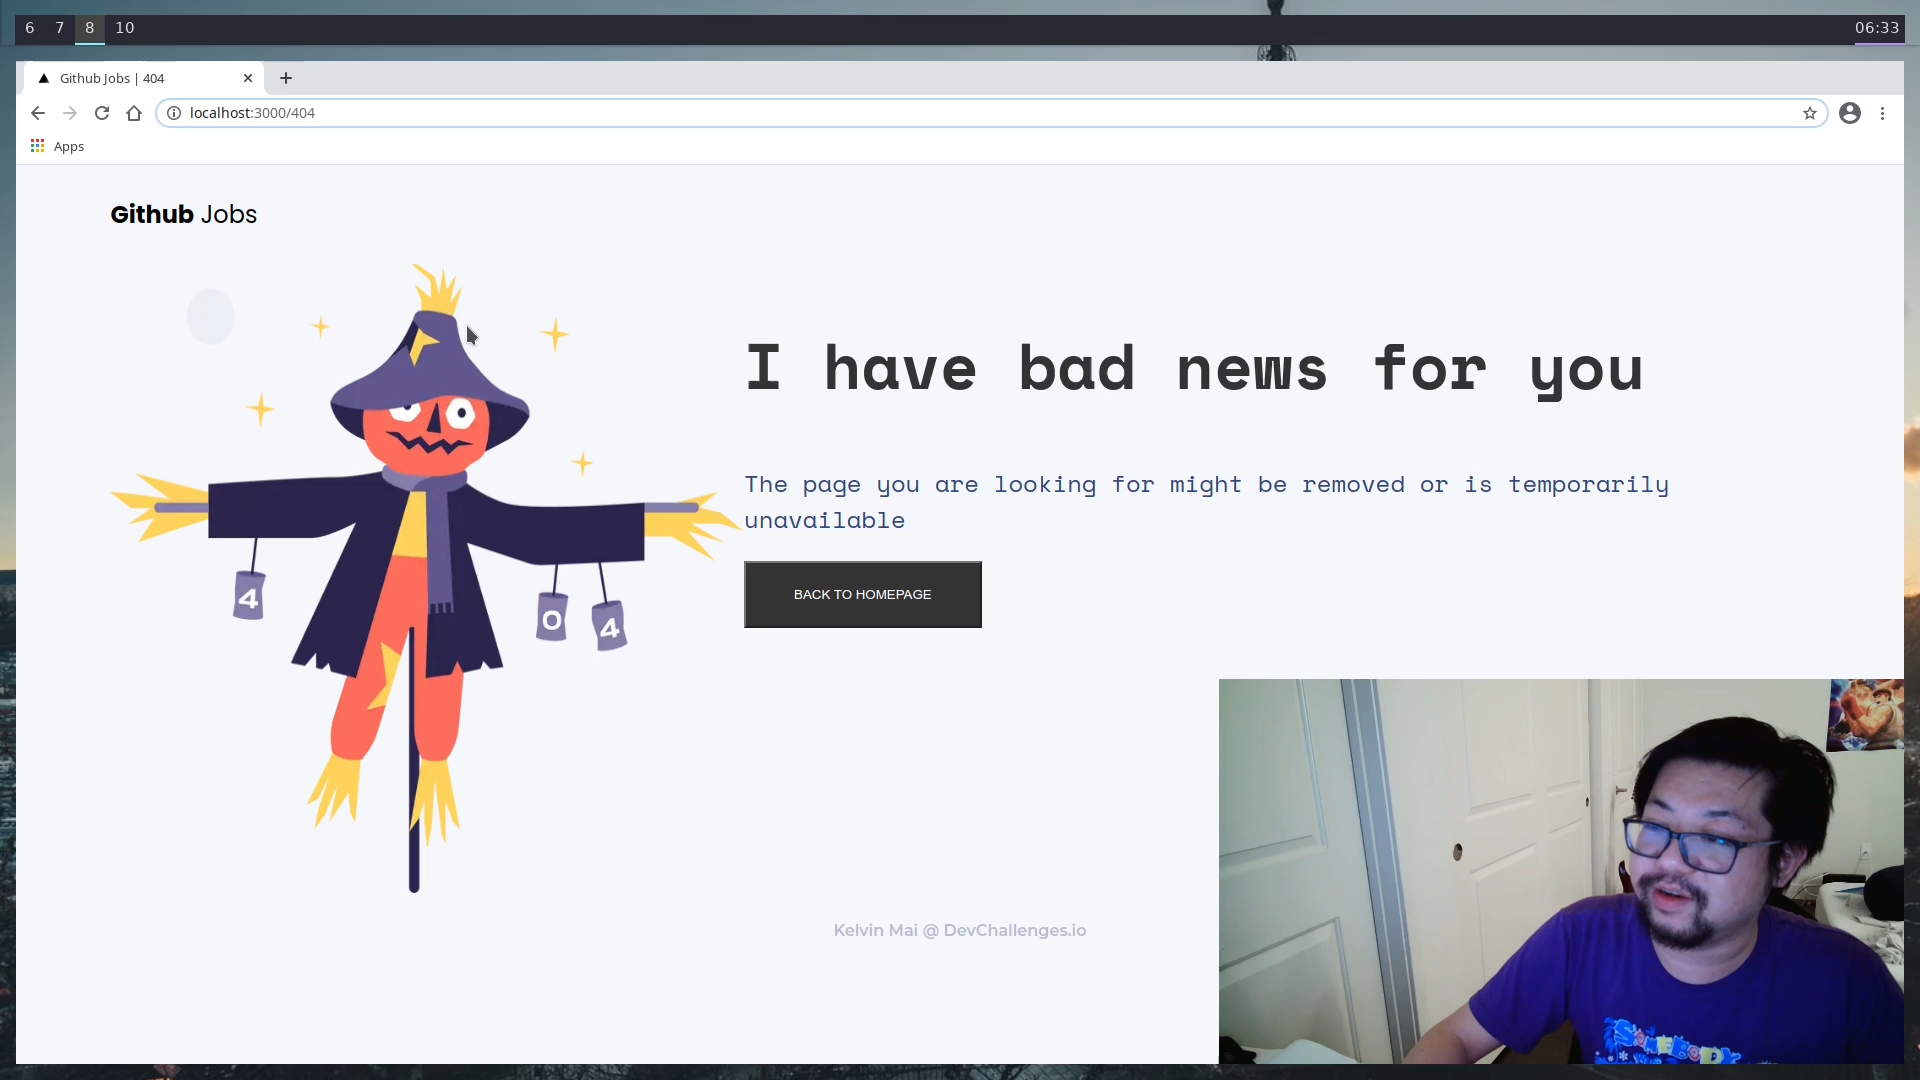 6 7 8 10
06:33
Github Jobs | 404
localhost:3000/404
Apps
Github Jobs
I have bad news for you
The page you are looking for might be removed or is temporarily
unavailable
BACK TO HOMEPAGE
4 0 4
Kelvin Mai @ DevChallenges.io
SOMEBODY